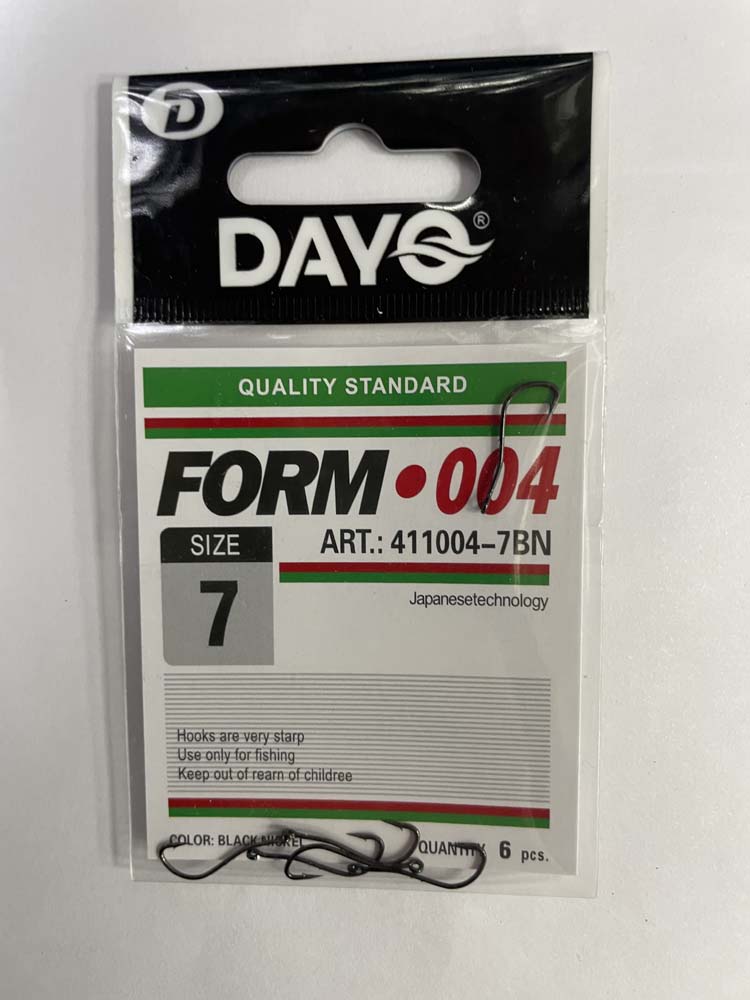 D
DAYO®
QUALITY STANDARD
FORM•004
SIZE
7
ART.: 411004-7BN
Japanesetechnology
Hooks are very starp
Use only for fishing
Keep out of rearn of children
COLOR: BLACK NICKEL
QUANTITY 6 pcs.